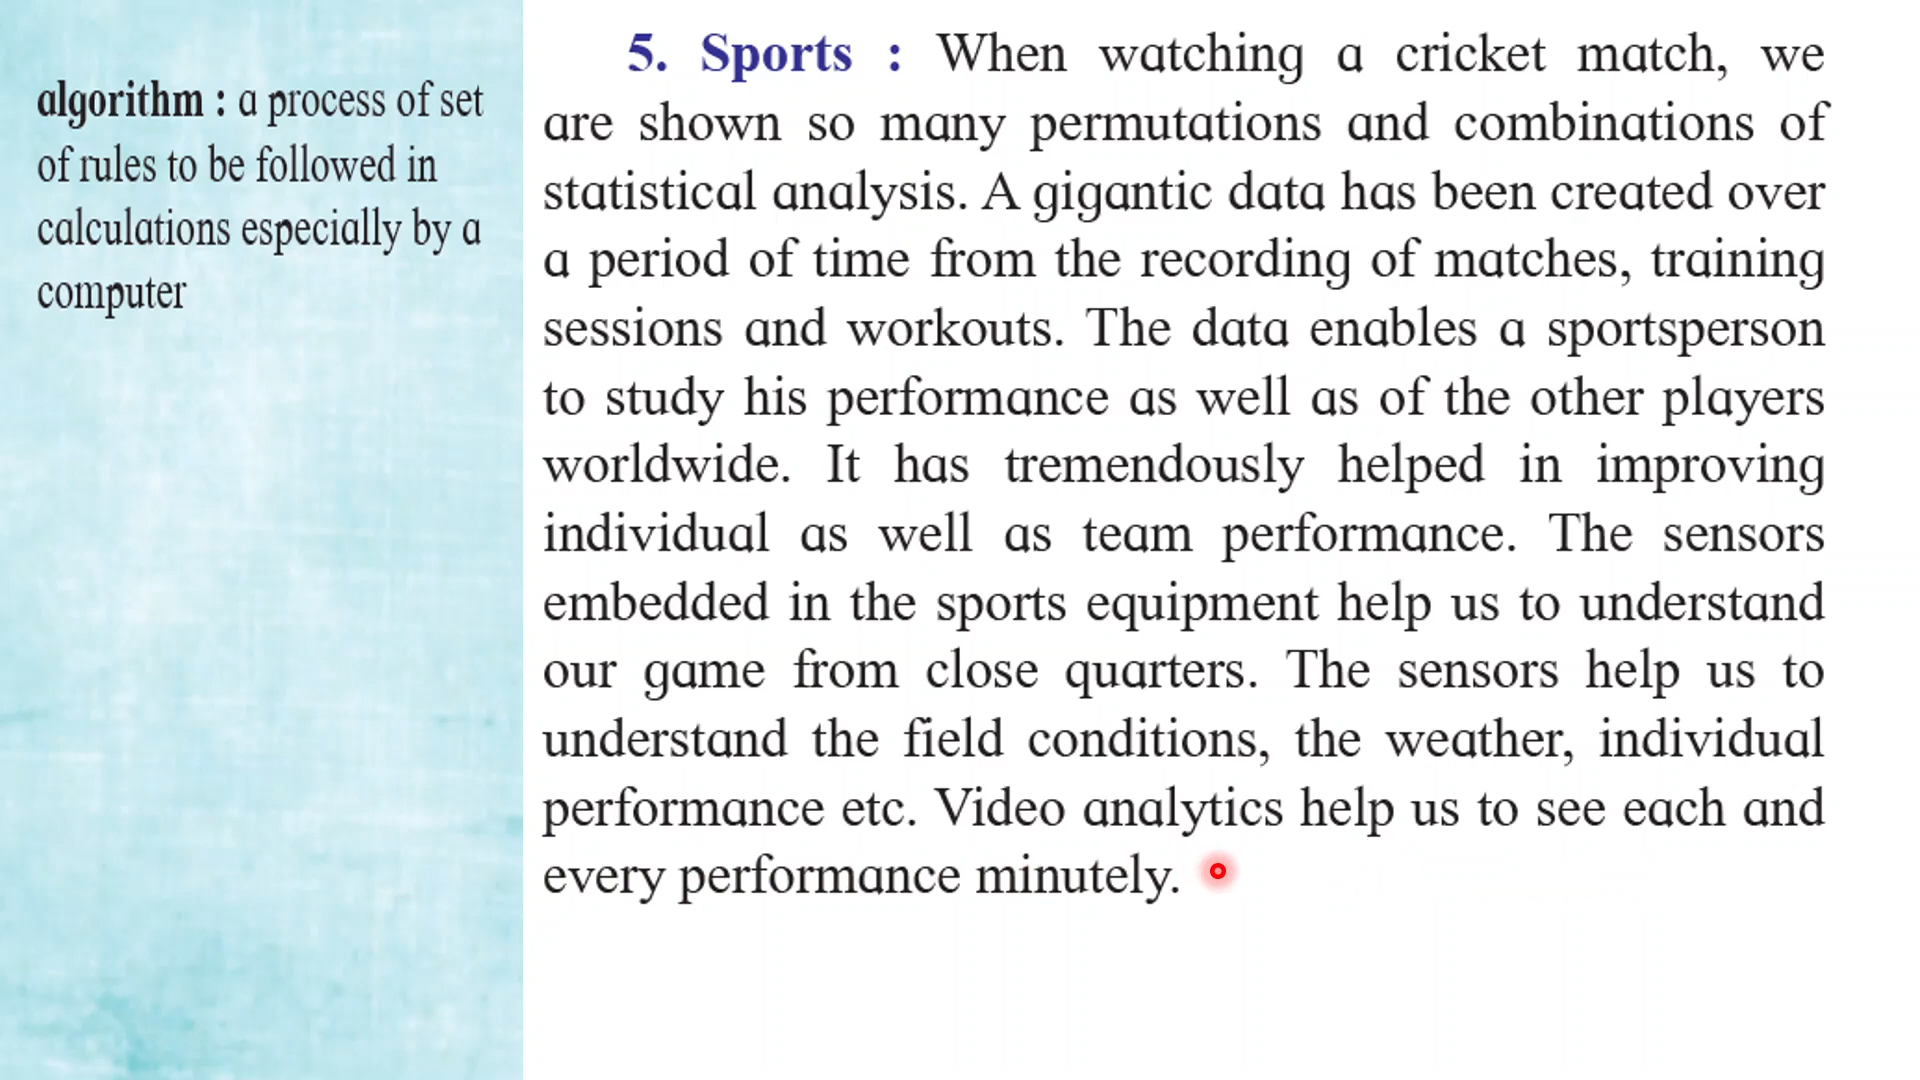 algorithm : a process of set
of rules to be followed in
calculations especially by a
computer
5. Sports : When watching a cricket match, we
are shown so many permutations and combinations of
statistical analysis. A gigantic data has been created over
a period of time from the recording of matches, training
sessions and workouts. The data enables a sportsperson
to study his performance as well as of the other players
worldwide. It has tremendously helped in improving
individual as well as team performance. The sensors
embedded in the sports equipment help us to understand
our game from close quarters. The sensors help us to
understand the field conditions, the weather, individual
performance etc. Video analytics help us to see each and
every performance minutely.